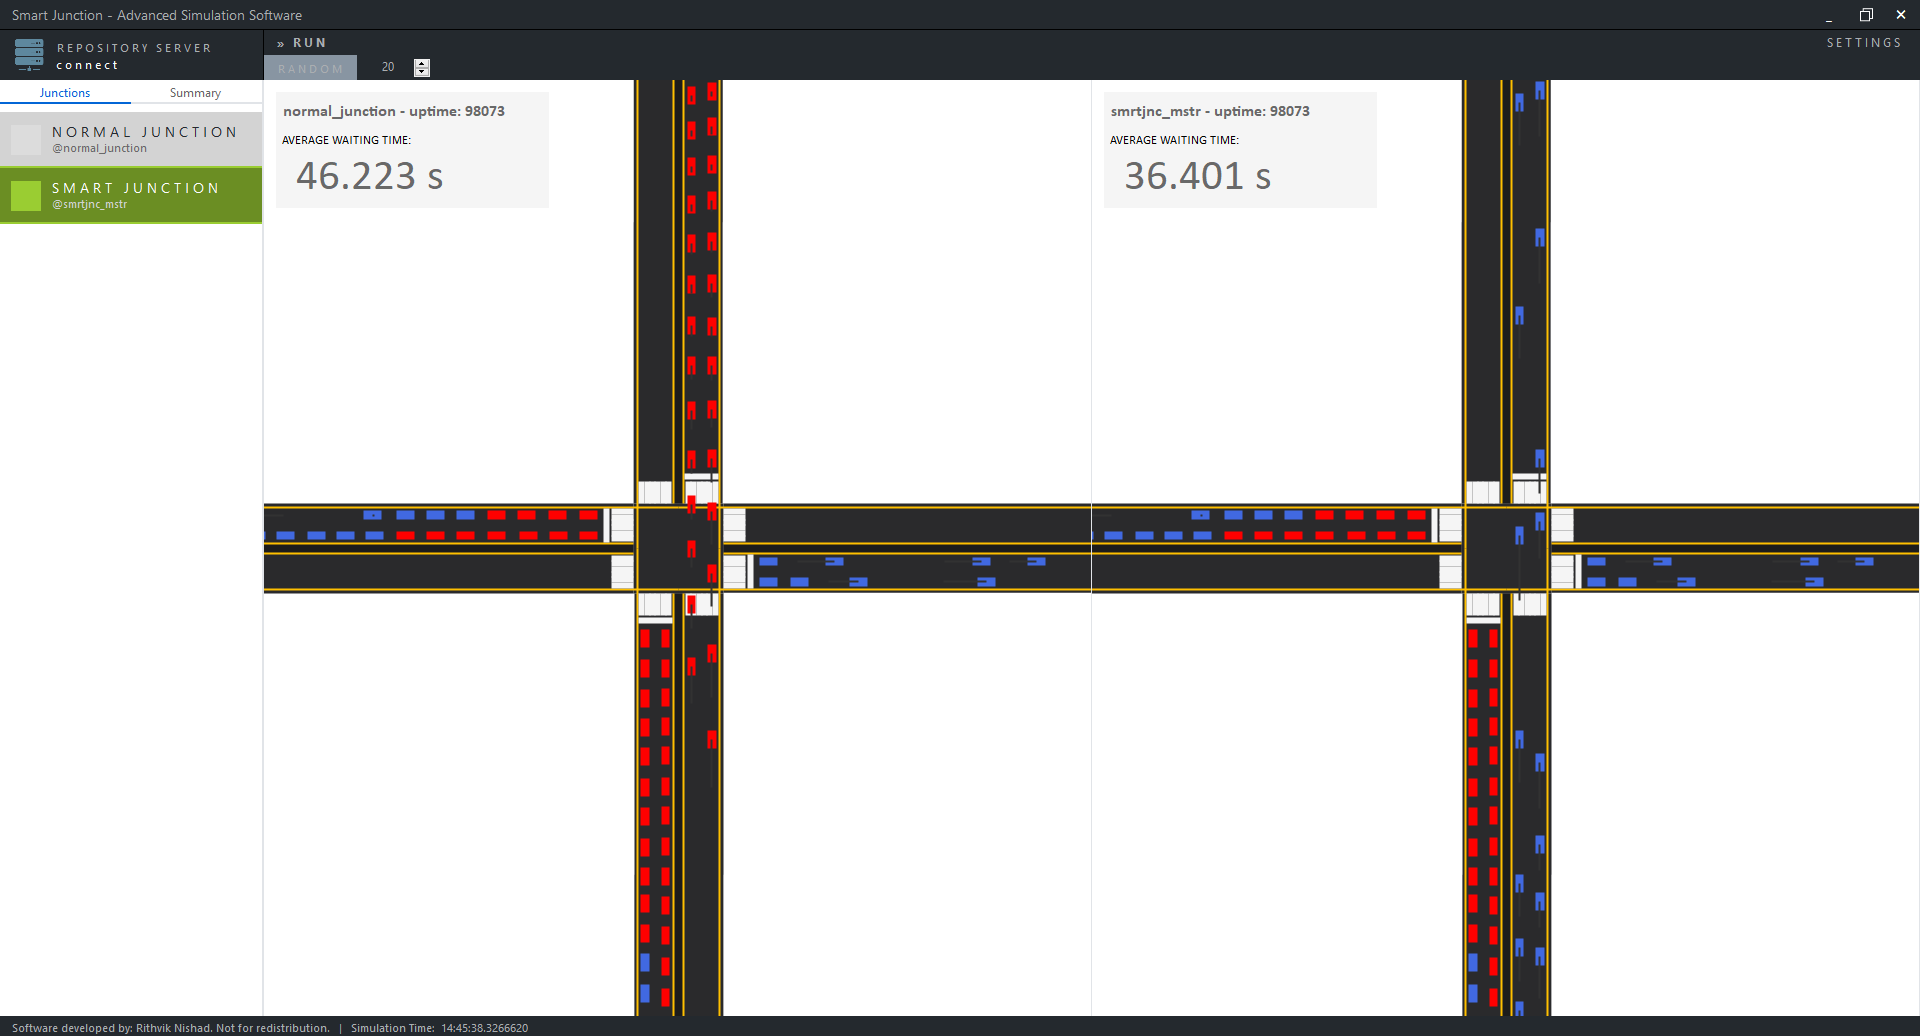 Smart Junction - Advanced Simulation Software
REPOSITORY SERVER
connect
» RUN
SETTINGS
RANDOM
20
Junctions
Summary
NORMAL JUNCTION
@normal_junction
SMART JUNCTION
@smrtjnc_mstr
normal_junction - uptime: 98073
AVERAGE WAITING TIME:
46.223 s
smrtjnc_mstr - uptime: 98073
AVERAGE WAITING TIME:
36.401 s
Software developed by: Rithvik Nishad. Not for redistribution. | Simulation Time: 14:45:38.3266620